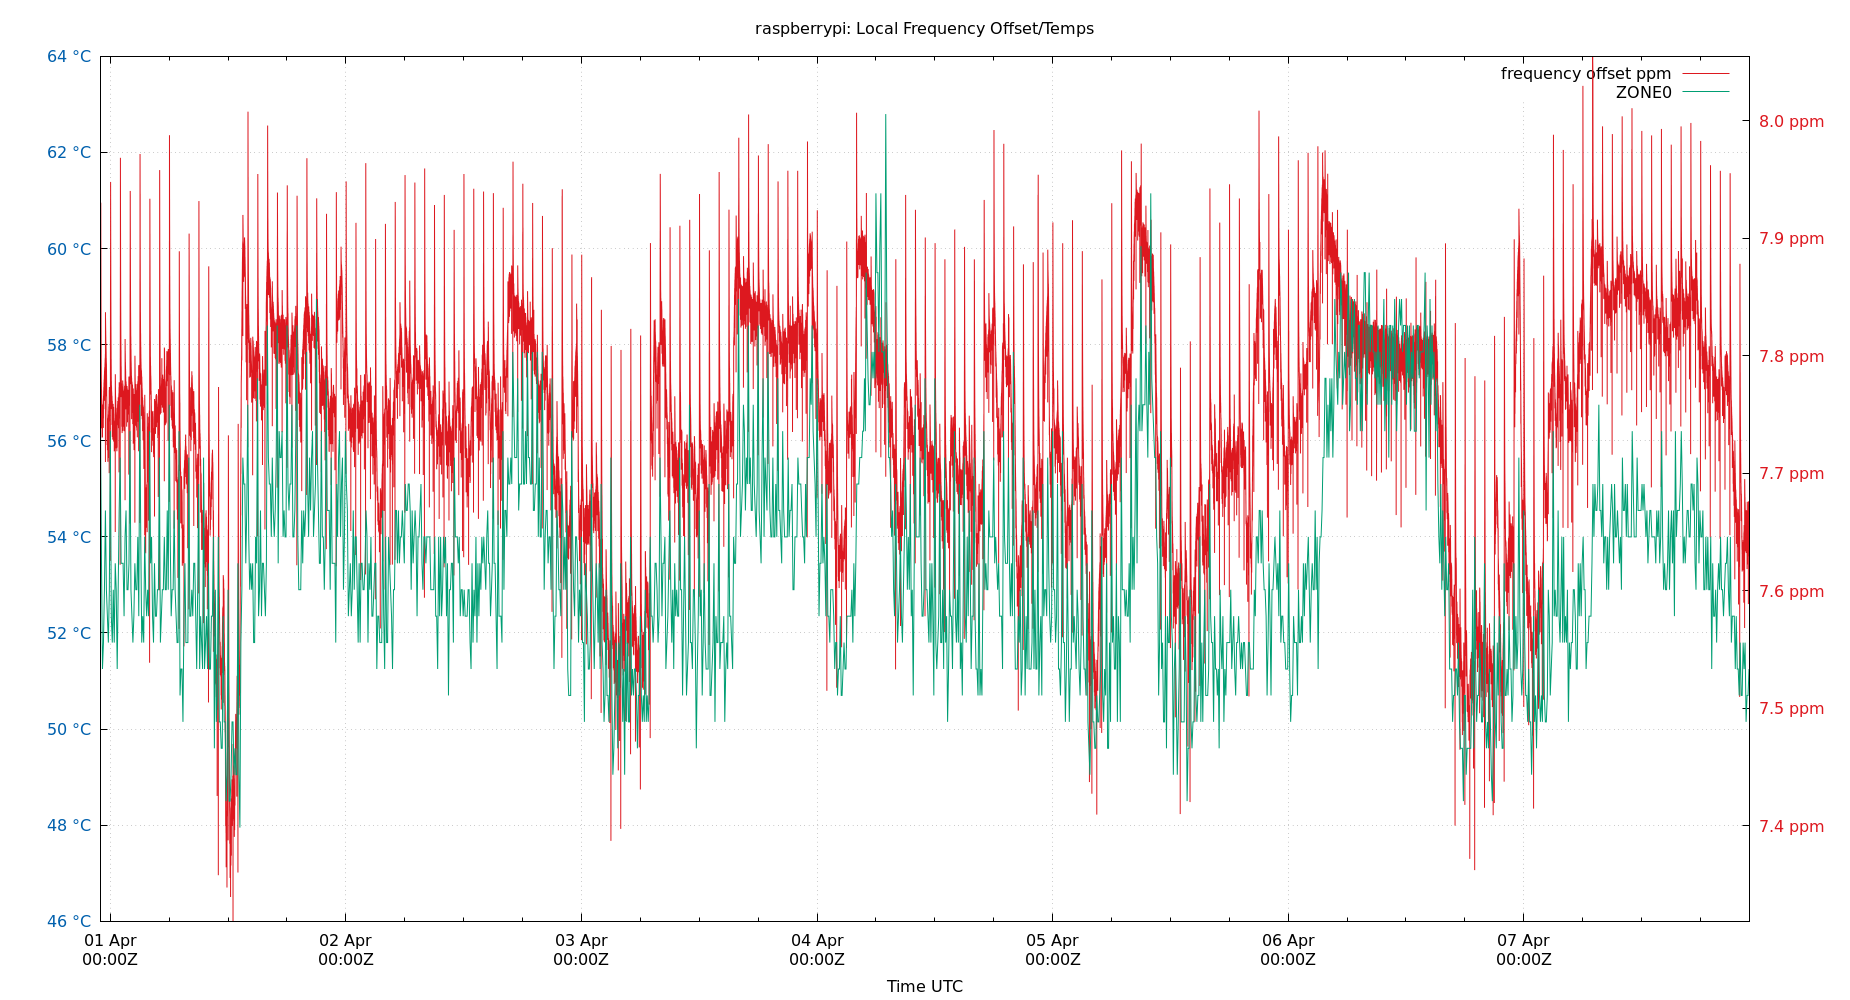 raspberrypi: Local Frequency Offset/Temps
frequency offset ppm
ZONE0
64 °C
62 °C
60 °C
58 °C
56 °C
54 °C
52 °C
50 °C
48 °C
46 °C
8.0 ppm
7.9 ppm
7.8 ppm
7.7 ppm
7.6 ppm
7.5 ppm
7.4 ppm
01 Apr
00:00Z
02 Apr
00:00Z
03 Apr
00:00Z
04 Apr
00:00Z
05 Apr
00:00Z
06 Apr
00:00Z
07 Apr
00:00Z
Time UTC